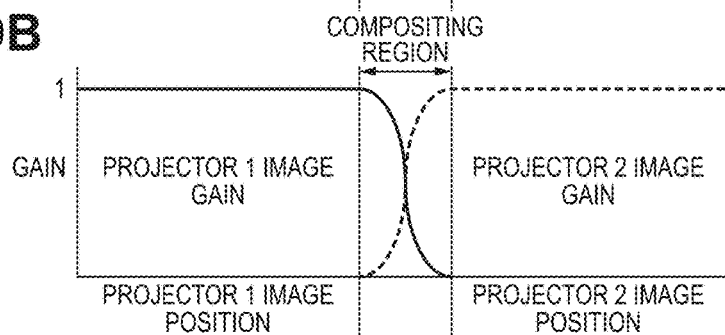 B
COMPOSITING
REGION
1
GAIN
PROJECTOR 1 IMAGE
GAIN
PROJECTOR 2 IMAGE
GAIN
PROJECTOR 1 IMAGE
POSITION
PROJECTOR 2 IMAGE
POSITION